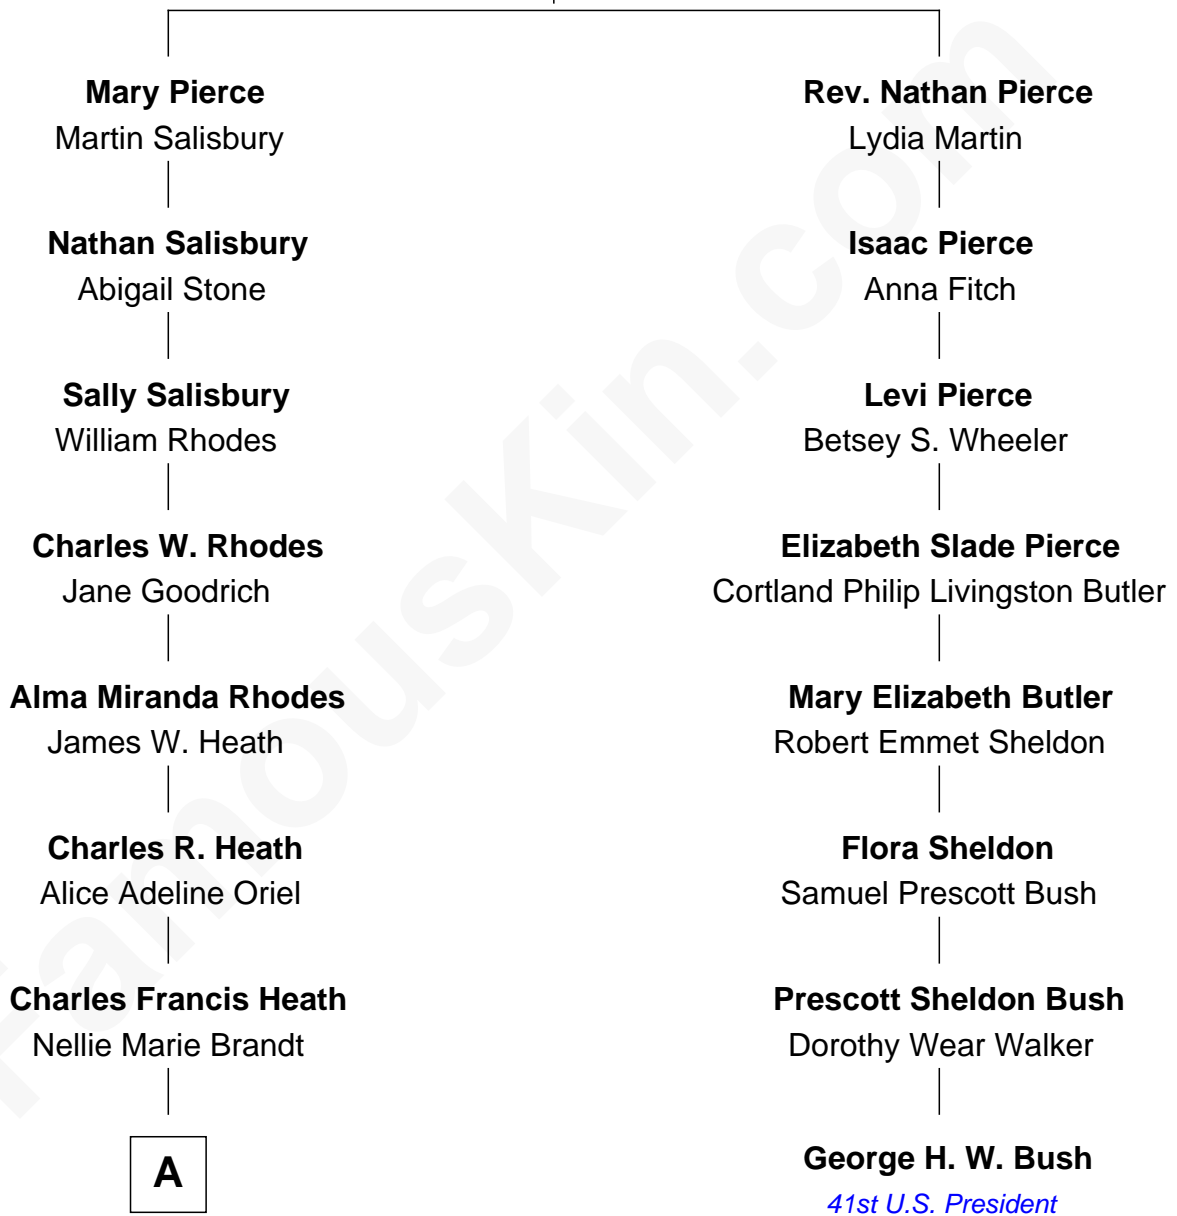 Mary Pierce
Martin Salisbury
Rev. Nathan Pierce
Lydia Martin
Nathan Salisbury
Abigail Stone
Isaac Pierce
Anna Fitch
Sally Salisbury
William Rhodes
Levi Pierce
Betsey S. Wheeler
Charles W. Rhodes
Jane Goodrich
Elizabeth Slade Pierce
Cortland Philip Livingston Butler
Alma Miranda Rhodes
James W. Heath
Mary Elizabeth Butler
Robert Emmet Sheldon
Charles R. Heath
Alice Adeline Oriel
Flora Sheldon
Samuel Prescott Bush
Charles Francis Heath
Nellie Marie Brandt
Prescott Sheldon Bush
Dorothy Wear Walker
A
George H. W. Bush
41st U.S. President
FamousKin.com